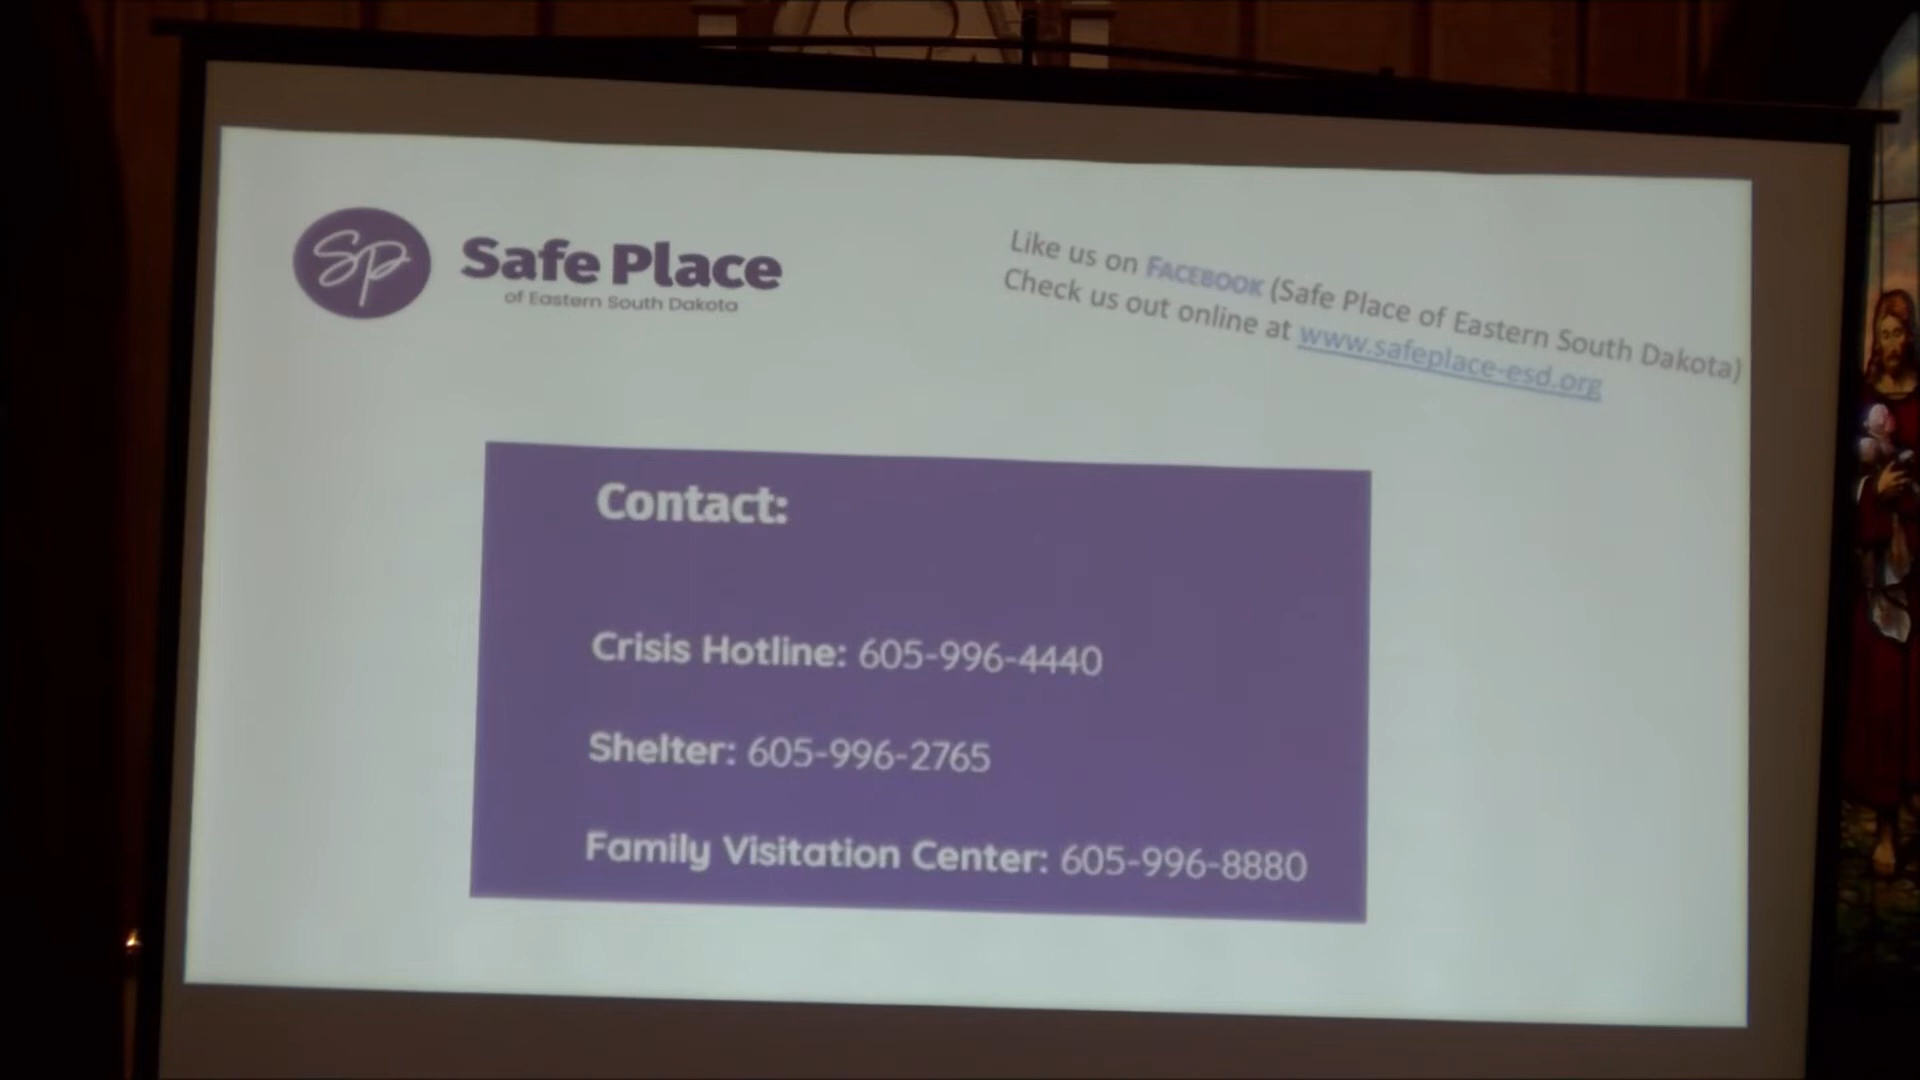 SP
Safe Place
of Eastern South Dakota
Like us on FACEBOOK (Safe Place of Eastern South Dakota)
Check us out online at www.safeplace-esd.org
Contact:
Crisis Hotline: 605-996-4440
Shelter: 605-996-2765
Family Visitation Center: 605-996-8880